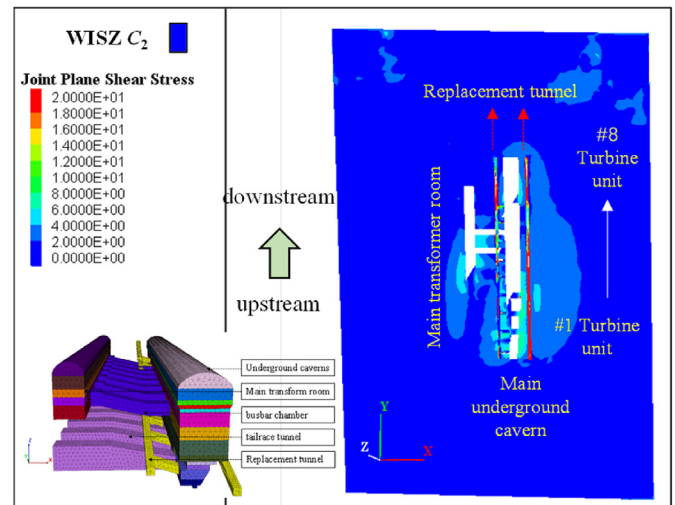 WISZ C₂
Joint Plane Shear Stress
2.0000E+01
1.8000E+01
1.6000E+01
1.4000E+01
1.2000E+01
1.0000E+01
8.0000E+00
6.0000E+00
4.0000E+00
2.0000E+00
0.0000E+00
downstream
upstream
Underground caverns
Main transform room
busbar chamber
tailrace tunnel
Replacement tunnel
Replacement tunnel
#8
Turbine
unit
Main transformer room
#1 Turbine
unit
Main
underground
cavern
Y
Z
X